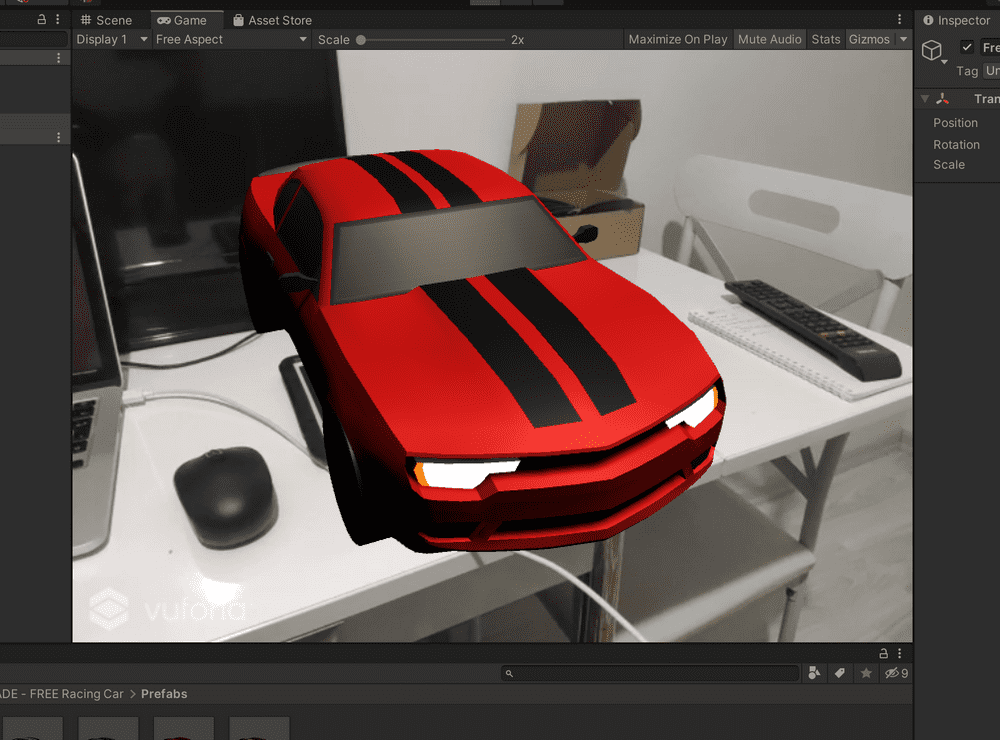 Scene Game Asset Store Inspector
Display 1 Free Aspect Scale 2x Maximize On Play Mute Audio Stats Gizmos
Fre
Tag Un
Tran
Position
Rotation
Scale
vuforia
9
ADE - FREE Racing Car > Prefabs